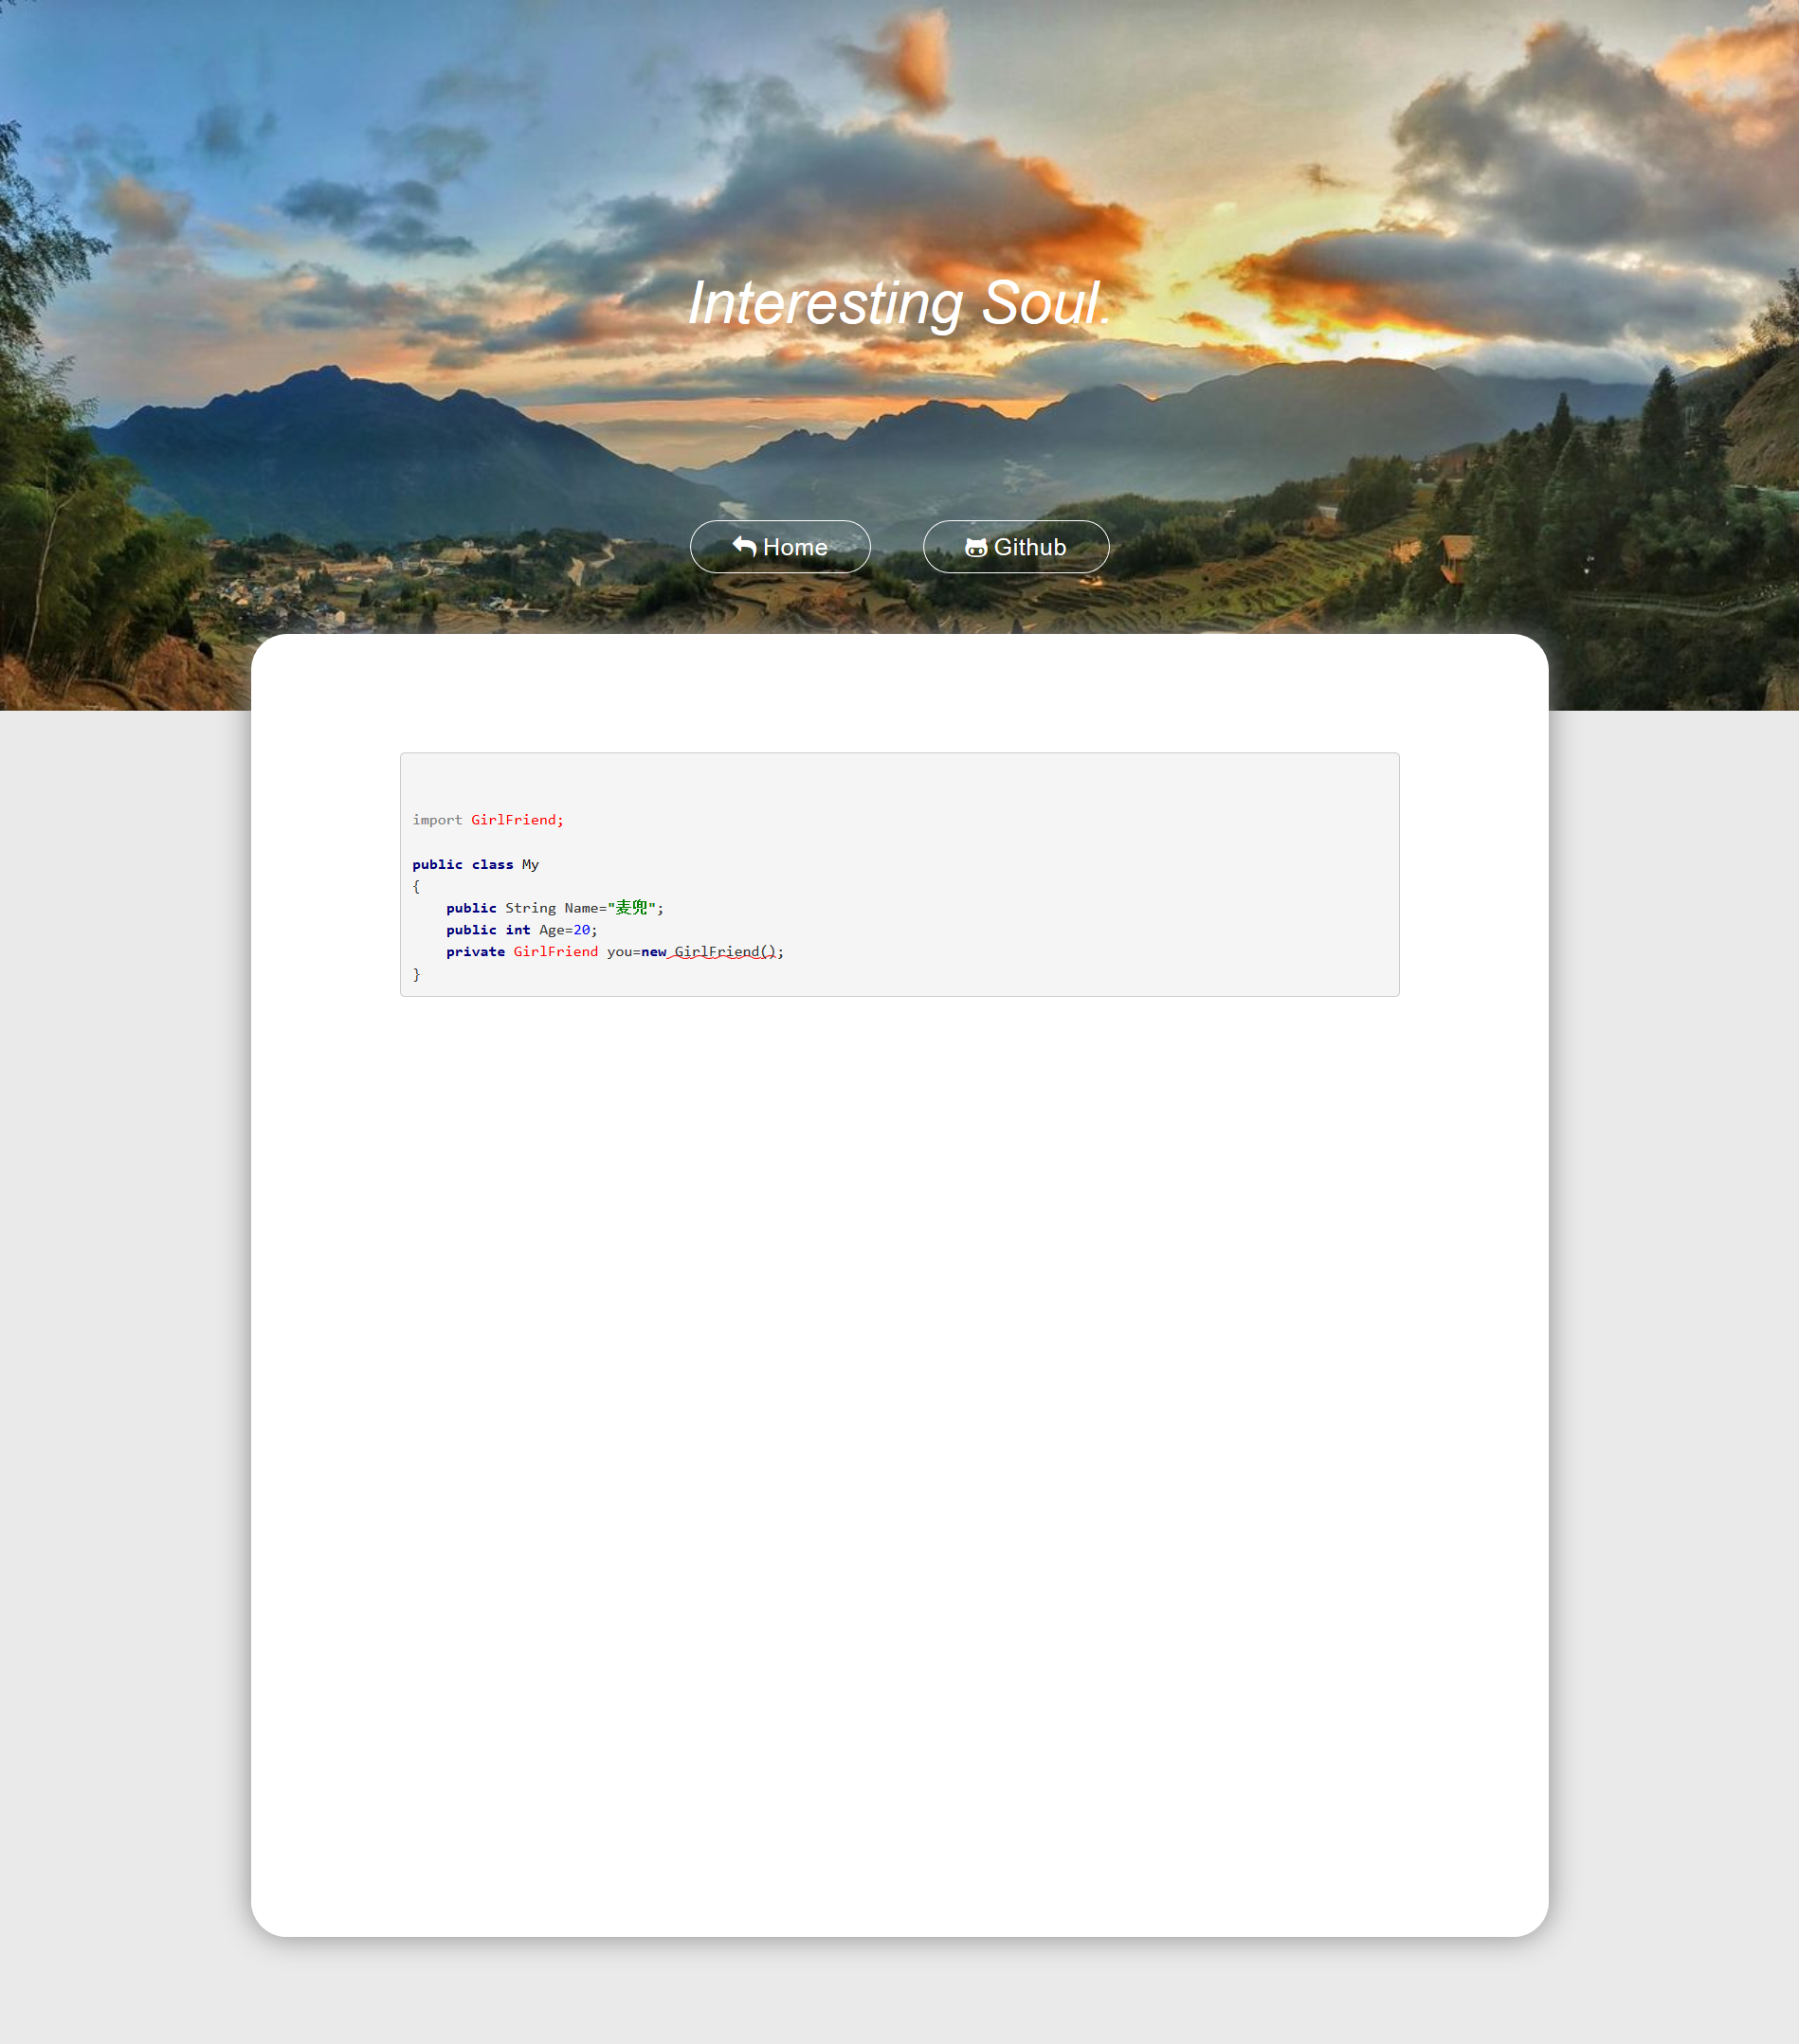 Interesting Soul.
Home
Github
import GirlFriend;
public class My
{
    public String Name="麦兜";
    public int Age=20;
    private GirlFriend you=new GirlFriend();
}